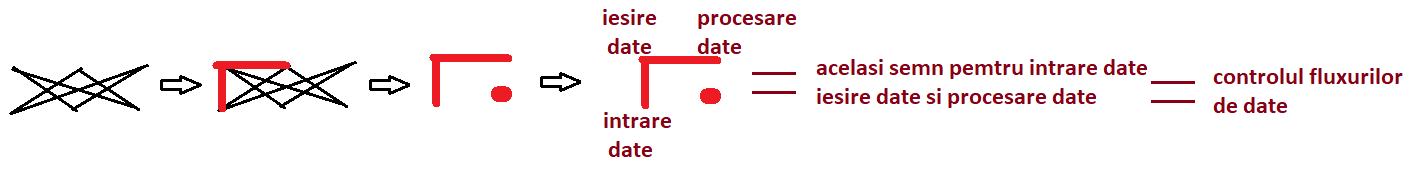 iesire
date
procesare
date
intrare
date
acelasi semn pemtru intrare date
iesire date si procesare date
controlul fluxurilor
de date